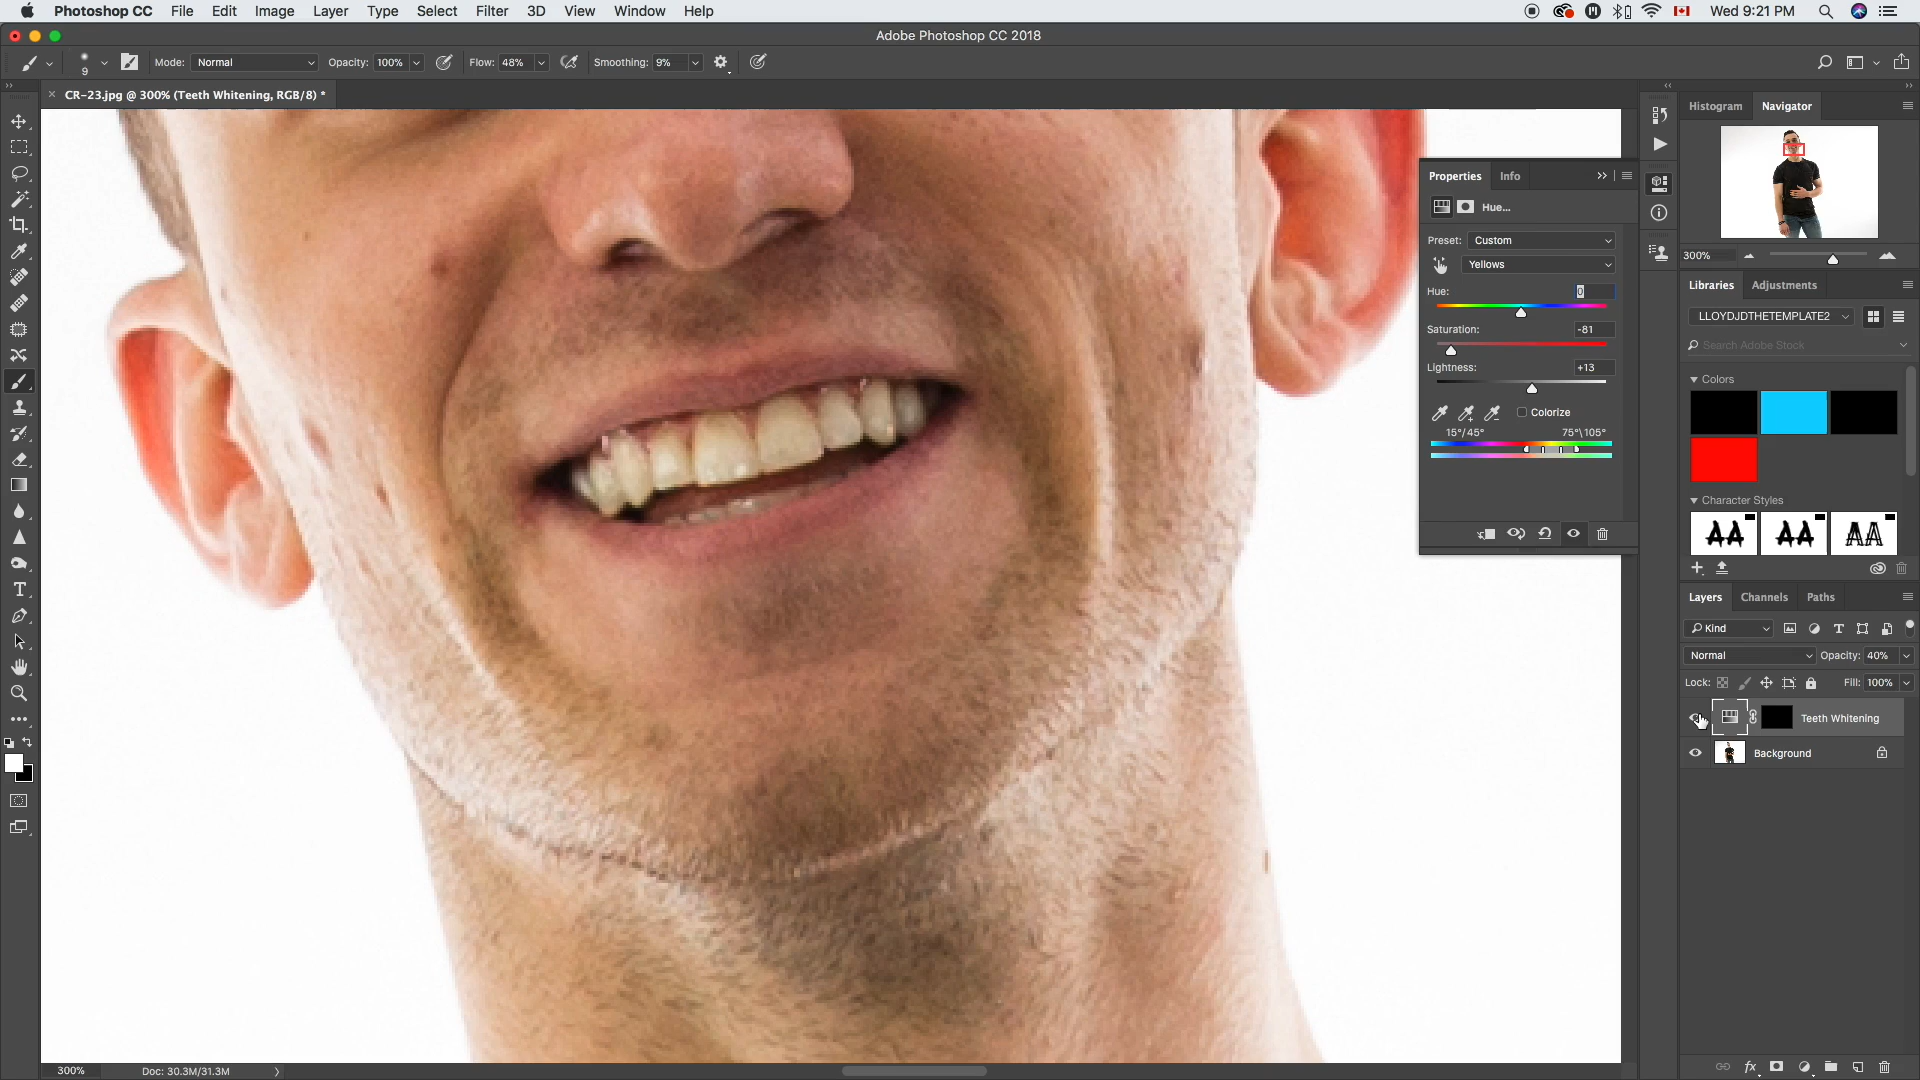 Photoshop CC File Edit Image Layer Type Select Filter 3D View Window Help Wed 9:21 PM
Adobe Photoshop CC 2018
9 Mode: Normal Opacity: 100% Flow: 48% Smoothing: 9%
CR-23.jpg @ 300% (Teeth Whitening, RGB/8) *
Histogram Navigator
300%
Properties Info
Hue...
Preset: Custom
Yellows
Hue: 0
Saturation: -81
Lightness: +13
Colorize
15°/45° 75°\105°
Libraries Adjustments
LLOYDJDTHETEMPLATE2
Search Adobe Stock
Colors
Character Styles
AA AA AA
Layers Channels Paths
Kind
Normal Opacity: 40%
Lock: Fill: 100%
Teeth Whitening
Background
300% Doc: 30.3M/31.3M